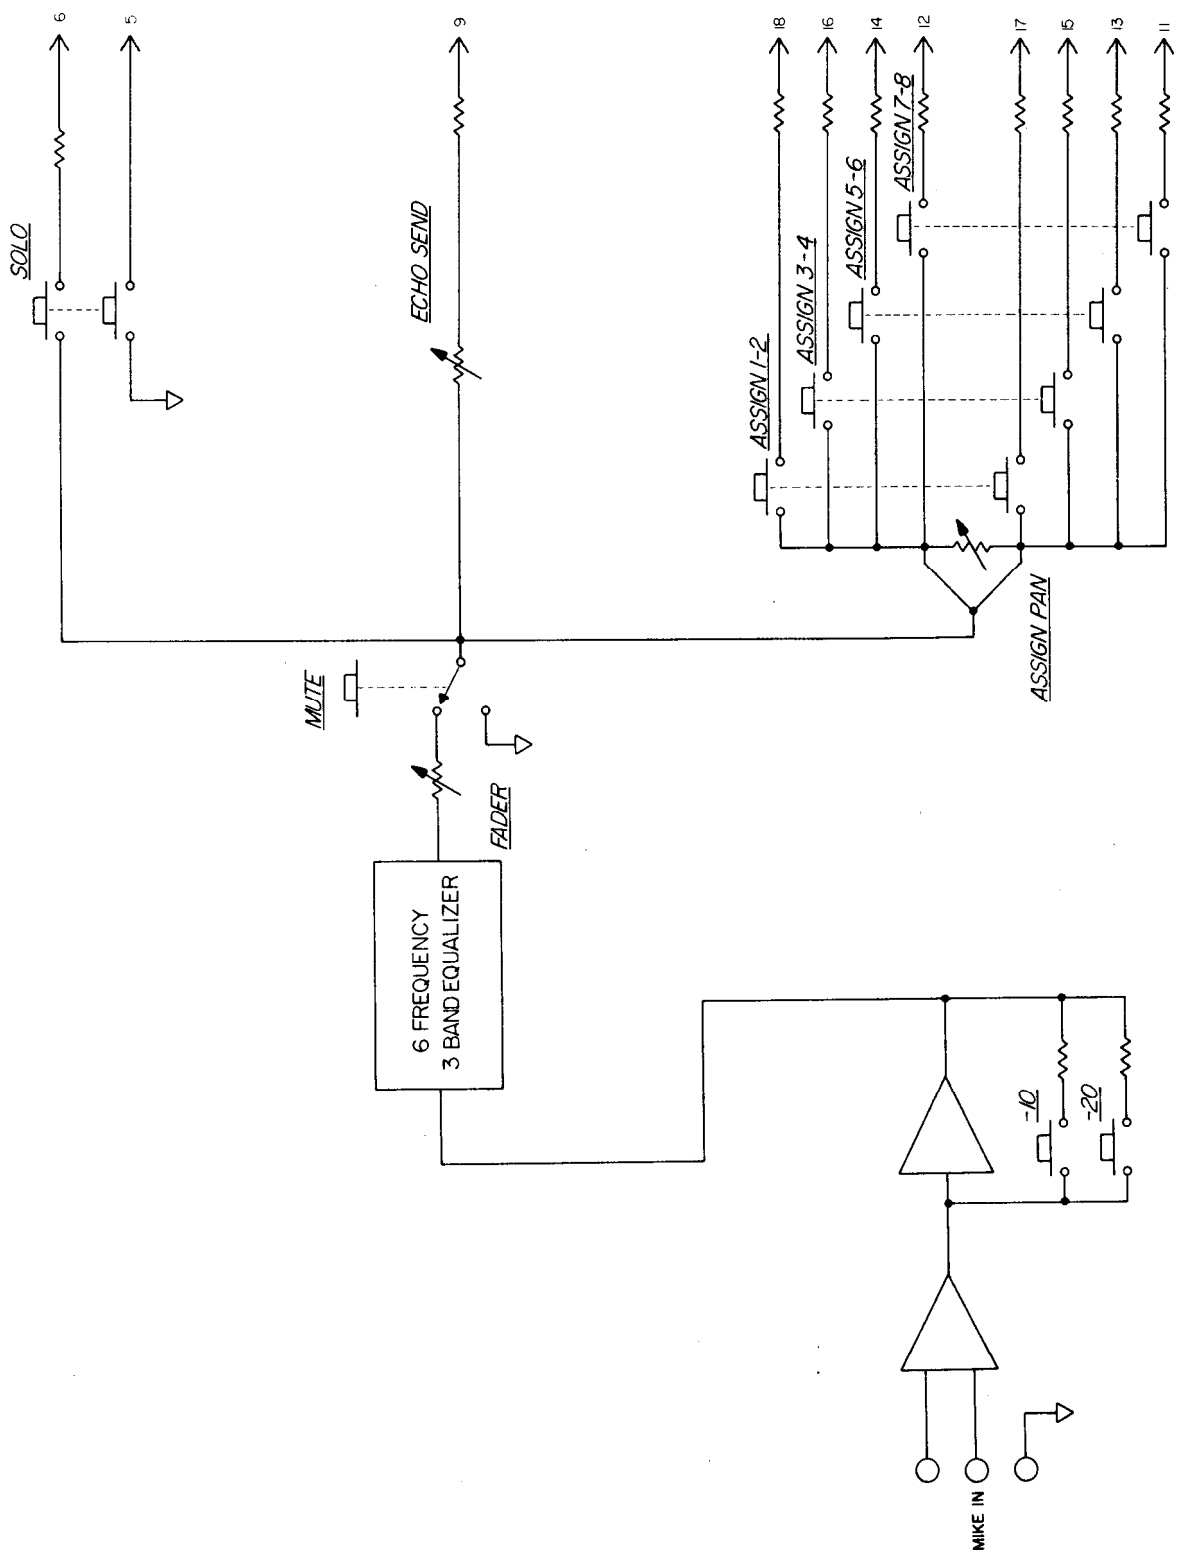 6
5
SOLO
9
ECHO SEND
18
16
14
12
17
15
13
11
ASSIGN 1-2
ASSIGN 3-4
ASSIGN 5-6
ASSIGN 7-8
ASSIGN PAN
MUTE
FADER
6 FREQUENCY
3 BAND EQUALIZER
-10
-20
MIKE IN